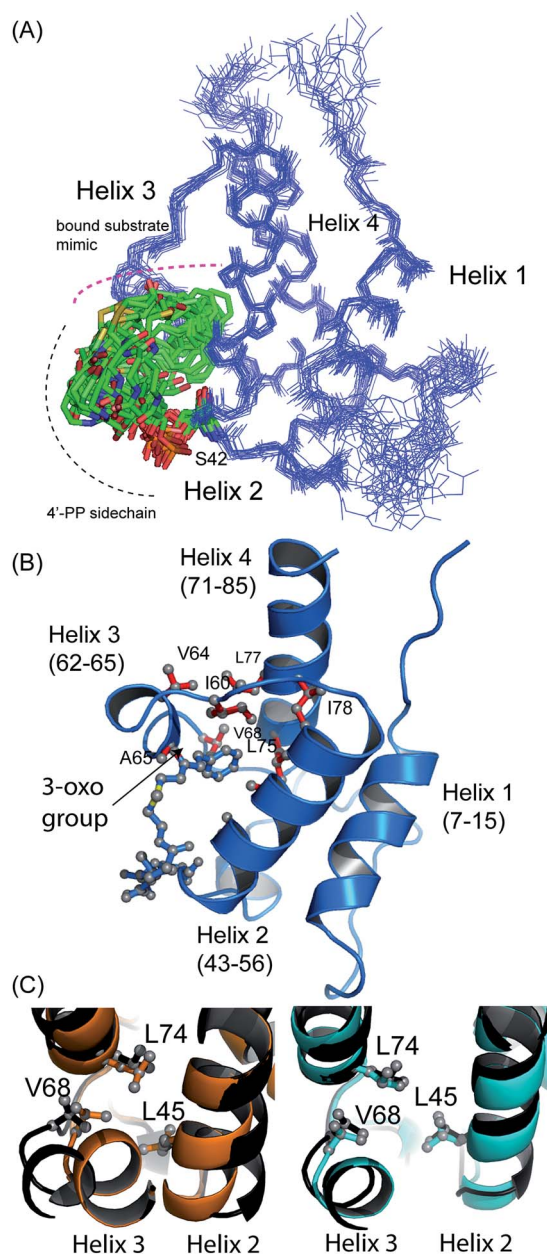 (A)
Helix 3
bound substrate
mimic
Helix 4
Helix 1
S42
Helix 2
4'-PP sidechain
(B)
Helix 4
(71-85)
Helix 3
(62-65)
V64
L77
I60
I78
V68
L75
A65
3-oxo
group
Helix 1
(7-15)
Helix 2
(43-56)
(C)
L74
V68
L45
Helix 3
Helix 2
L74
V68
L45
Helix 3
Helix 2